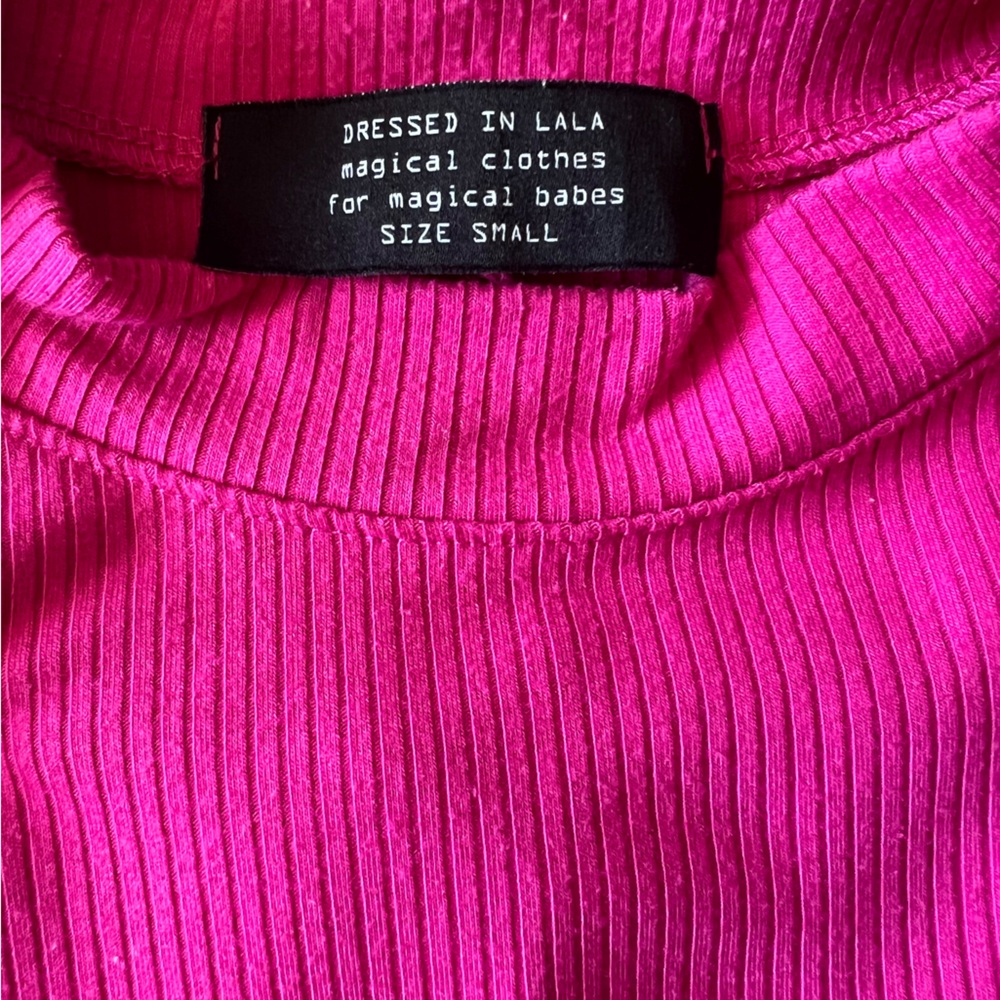 DRESSED IN LALA
magical clothes
for magical babes
SIZE SMALL